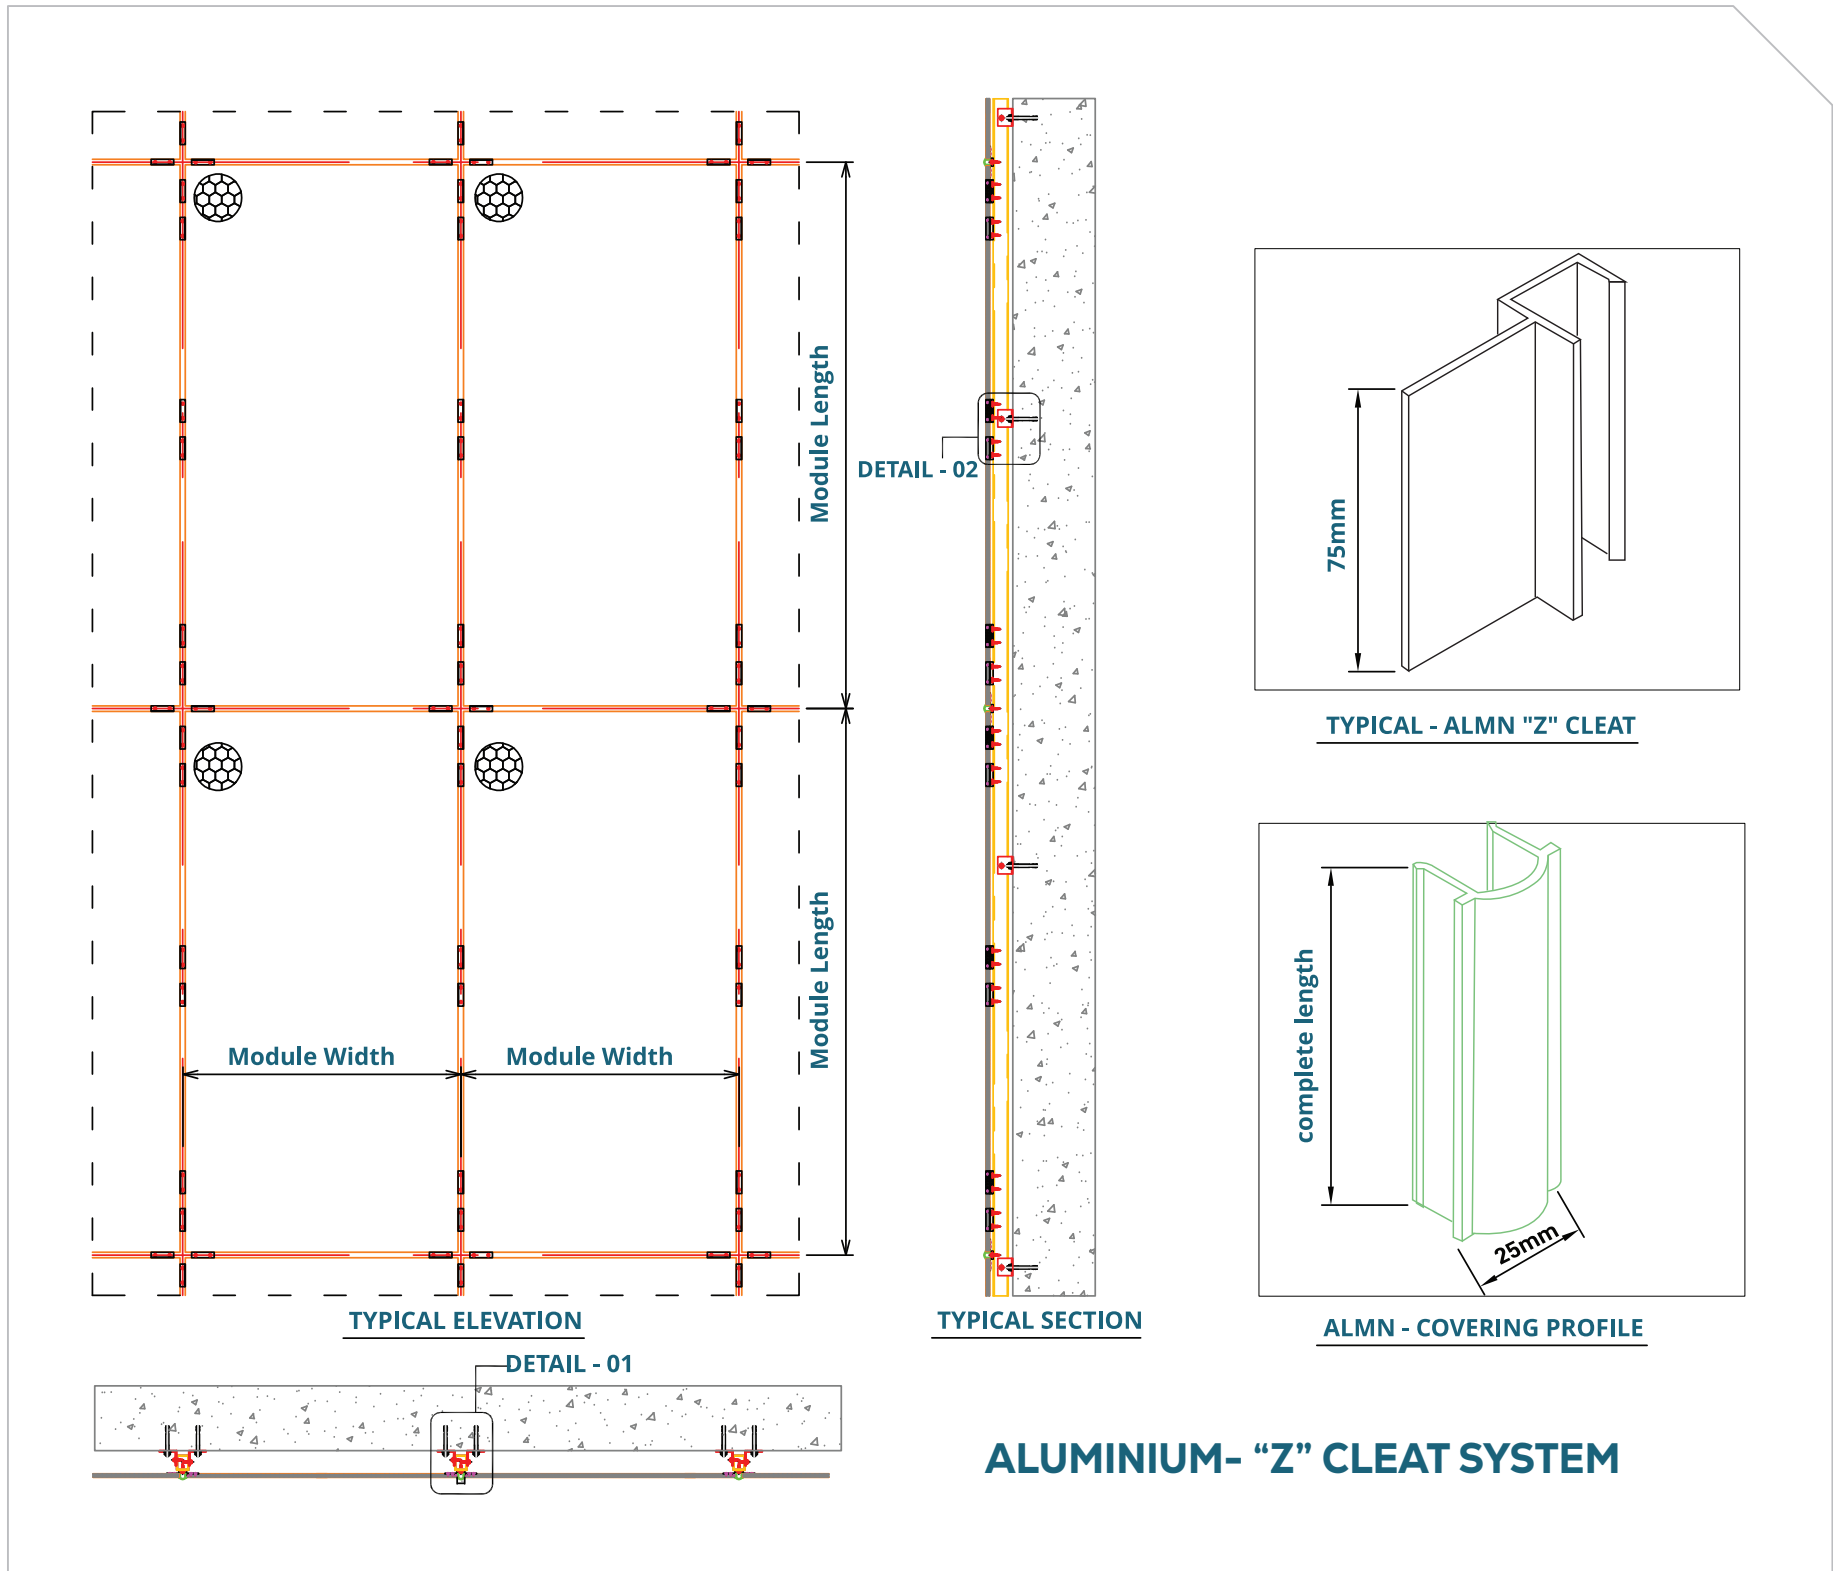 Module Length
DETAIL - 02
75mm
TYPICAL - ALMN "Z" CLEAT
Module Length
Module Width
Module Width
complete length
25mm
TYPICAL ELEVATION
TYPICAL SECTION
ALMN - COVERING PROFILE
DETAIL - 01
ALUMINIUM- “Z” CLEAT SYSTEM